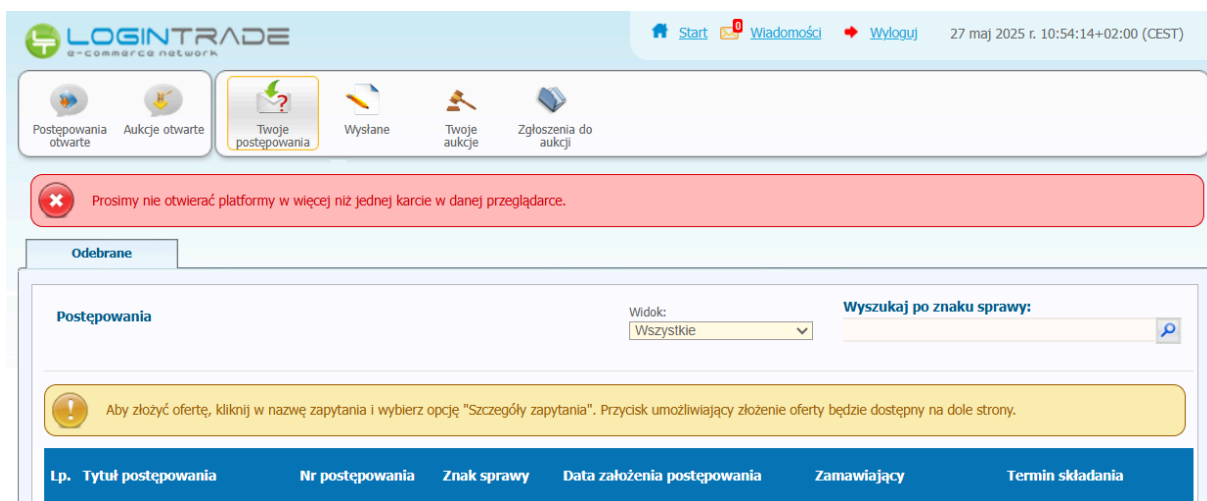 LOGINTRADE
e-commerce network
Start 0 Wiadomości Wyloguj 27 maj 2025 r. 10:54:14+02:00 (CEST)
Postępowania otwarte
Aukcje otwarte
Twoje postępowania
Wysłane
Twoje aukcje
Zgłoszenia do aukcji
Prosimy nie otwierać platformy w więcej niż jednej karcie w danej przeglądarce.
Odebrane
Postępowania
Widok:
Wszystkie
Wyszukaj po znaku sprawy:
Aby złożyć ofertę, kliknij w nazwę zapytania i wybierz opcję "Szczegóły zapytania". Przycisk umożliwiający złożenie oferty będzie dostępny na dole strony.
Lp. Tytuł postępowania Nr postępowania Znak sprawy Data założenia postępowania Zamawiający Termin składania